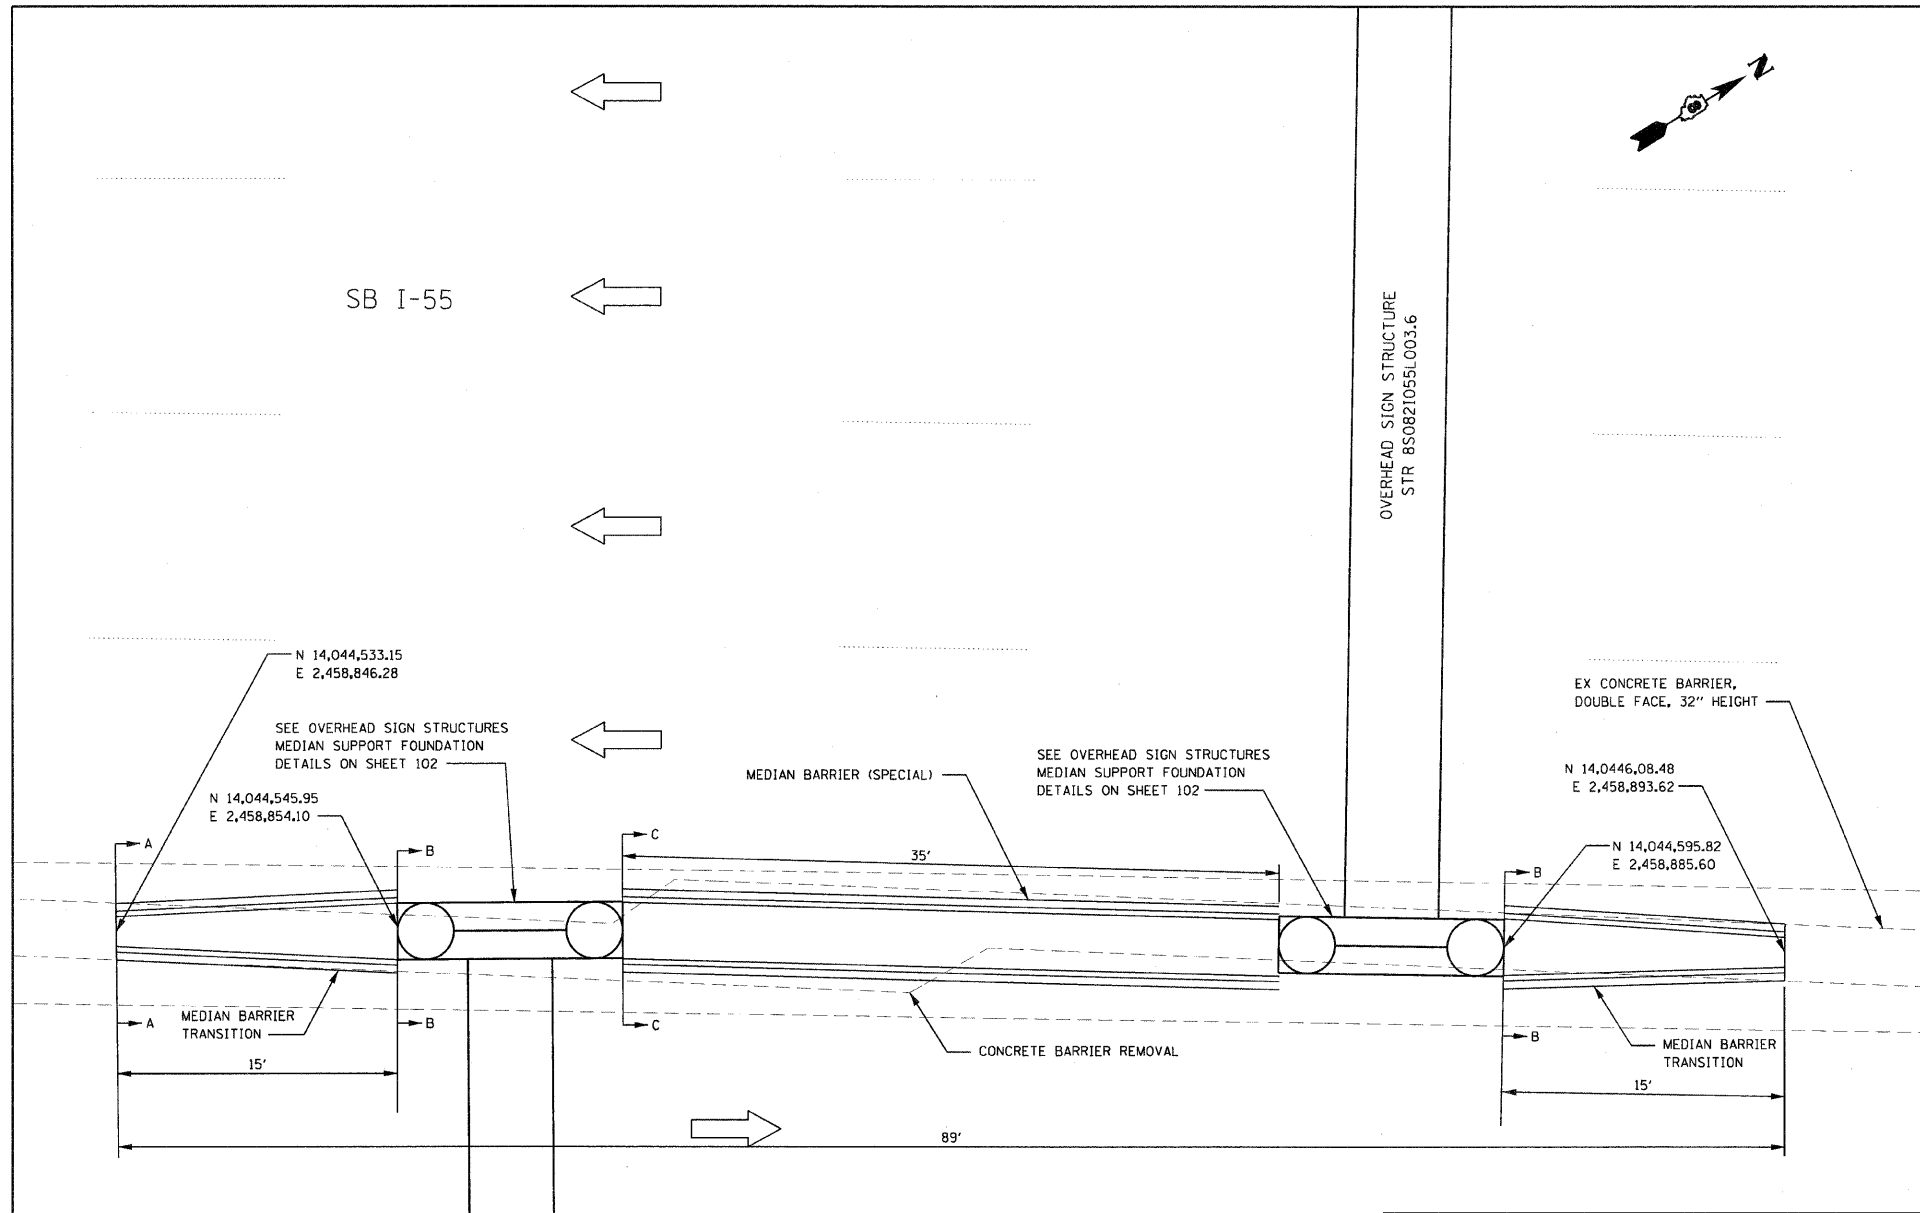 N
SB I-55
OVERHEAD SIGN STRUCTURE
STR 8S082I055L003.6
N 14,044,533.15
E 2,458,846.28
SEE OVERHEAD SIGN STRUCTURES
MEDIAN SUPPORT FOUNDATION
DETAILS ON SHEET 102
N 14,044,545.95
E 2,458,854.10
MEDIAN BARRIER (SPECIAL)
SEE OVERHEAD SIGN STRUCTURES
MEDIAN SUPPORT FOUNDATION
DETAILS ON SHEET 102
EX CONCRETE BARRIER,
DOUBLE FACE, 32" HEIGHT
N 14,0446,08.48
E 2,458,893.62
N 14,044,595.82
E 2,458,885.60
A
B
C
35'
B
A
B
C
B
MEDIAN BARRIER
TRANSITION
CONCRETE BARRIER REMOVAL
MEDIAN BARRIER
TRANSITION
15'
15'
89'